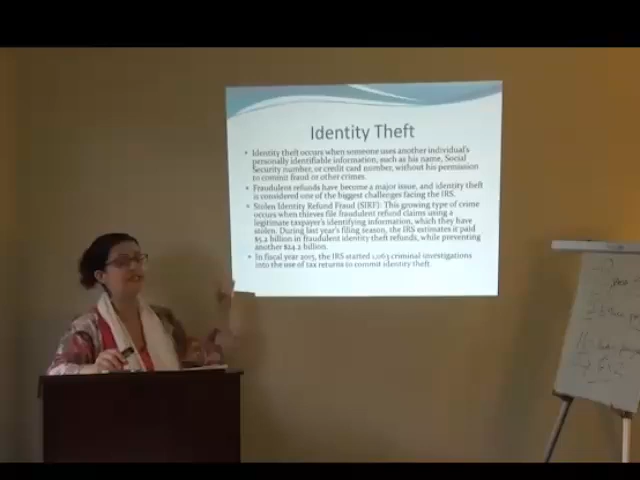 Identity Theft
• Identity theft occurs when someone uses another individual's
personally identifiable information, such as his name, Social
Security number, or credit card number, without his permission
to commit fraud or other crimes.
• Fraudulent refunds have become a major issue, and identity theft
is considered one of the biggest challenges facing the IRS.
• Stolen Identity Refund Fraud (SIRF): This growing type of crime
occurs when thieves file fraudulent refund claims using a
legitimate taxpayer's identifying information, which they have
stolen. During last year's filing season, the IRS estimates it paid
$5.2 billion in fraudulent identity theft refunds, while preventing
another $24.2 billion.
• In fiscal year 2013, the IRS started 1,063 criminal investigations
into the use of tax returns to commit identity theft.